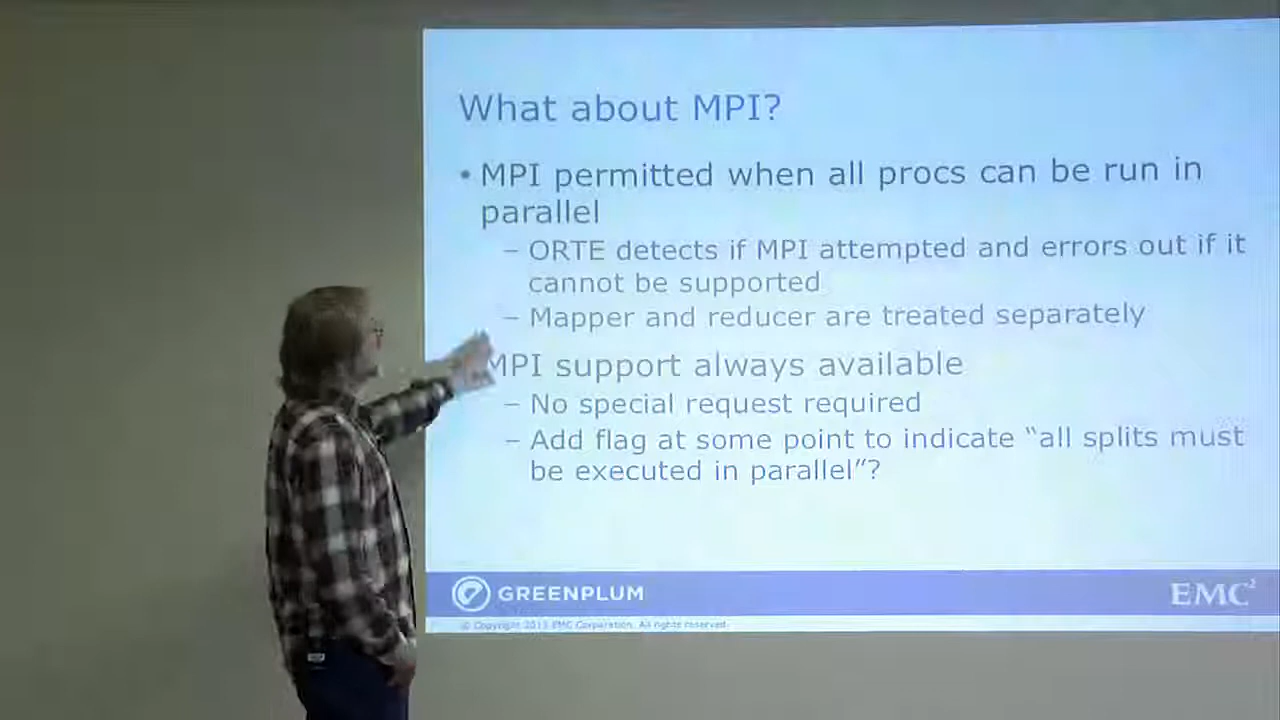 What about MPI?
• MPI permitted when all procs can be run in
parallel
– ORTE detects if MPI attempted and errors out if it
cannot be supported
– Mapper and reducer are treated separately
MPI support always available
– No special request required
– Add flag at some point to indicate “all splits must
be executed in parallel”?
GREENPLUM
EMC²
© Copyright 2013 EMC Corporation. All rights reserved.